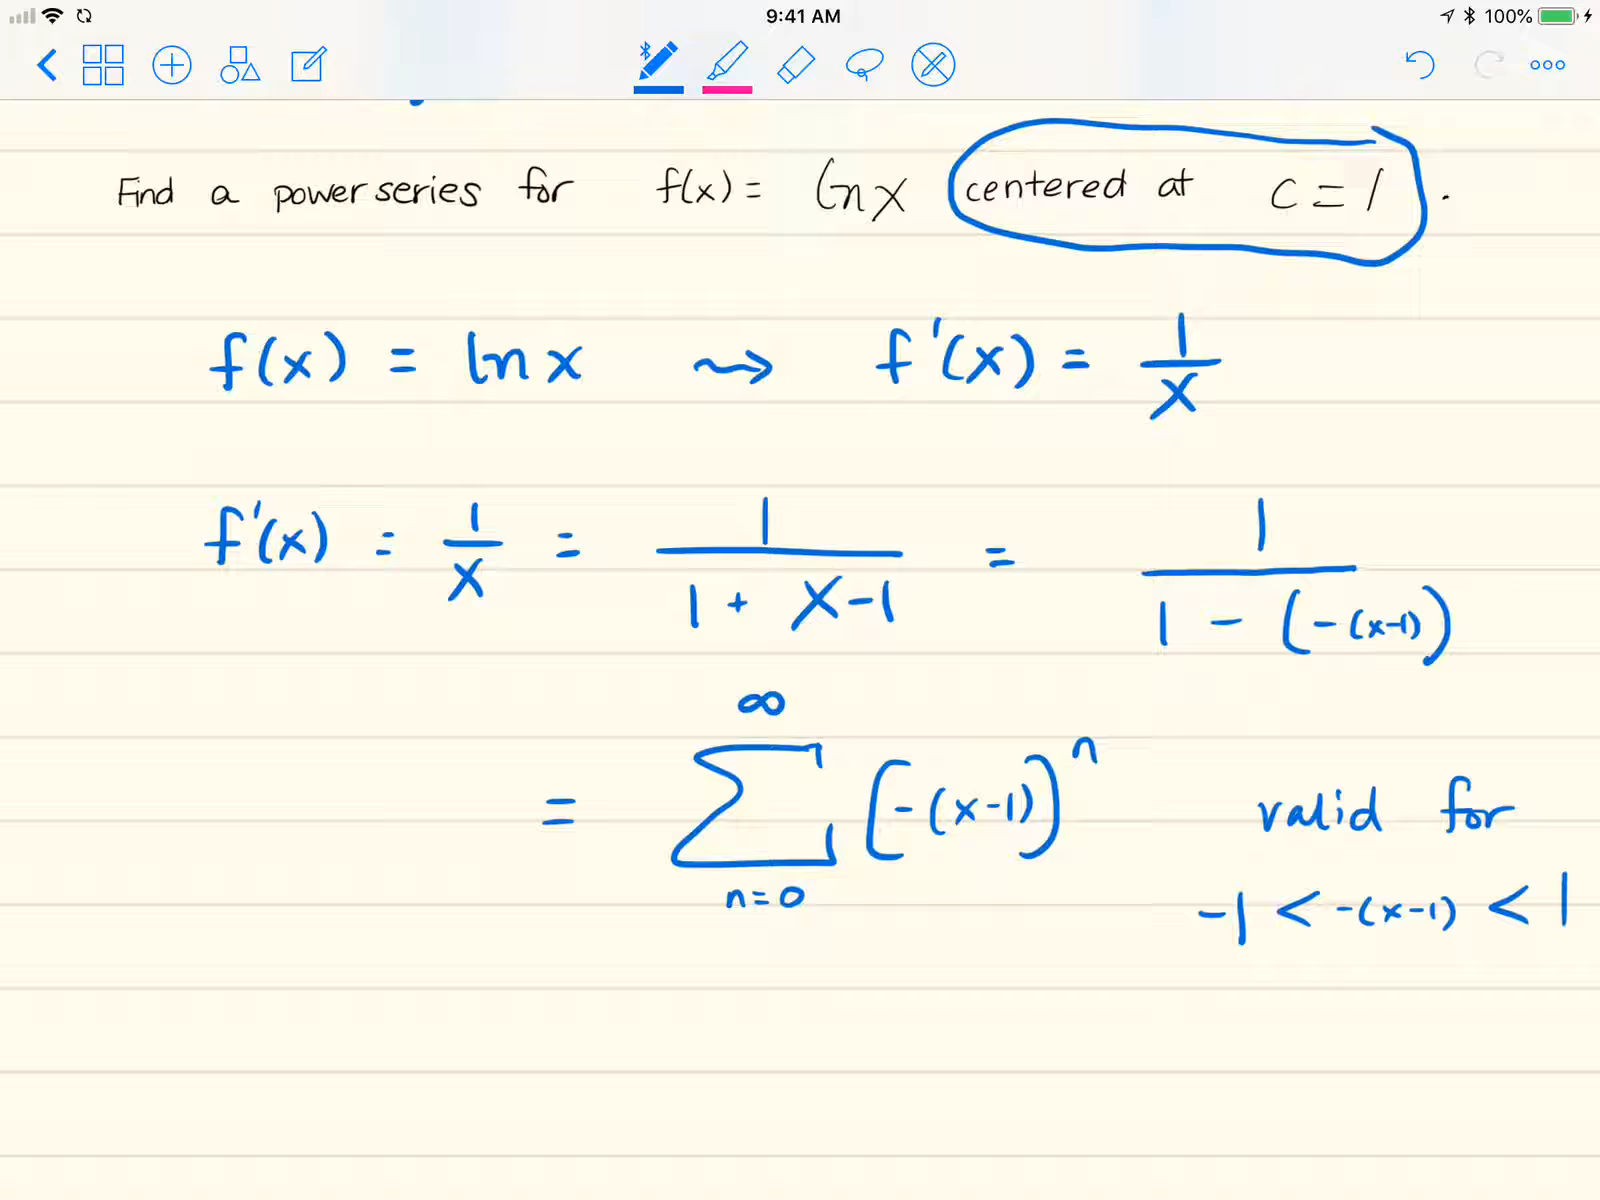 9:41 AM 100%
Find a power series for f(x) = ln x centered at c = 1 .
f(x) = ln x ⇝ f'(x) = 1/x
f'(x) = 1/x = 1/(1 + x-1) = 1/(1 - (-(x-1)))
= ∑_{n=0}^{∞} [-(x-1)]^n valid for
-1 < -(x-1) < 1